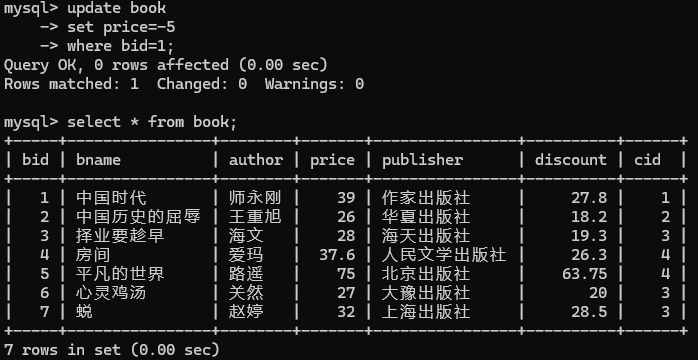 mysql> update book
    -> set price=-5
    -> where bid=1;
Query OK, 0 rows affected (0.00 sec)
Rows matched: 1  Changed: 0  Warnings: 0

mysql> select * from book;
+-----+----------------+--------+-------+----------------+----------+------+
| bid | bname          | author | price | publisher      | discount | cid  |
+-----+----------------+--------+-------+----------------+----------+------+
|   1 | 中国时代       | 师永刚 |    39 | 作家出版社     |     27.8 |    1 |
|   2 | 中国历史的屈辱 | 王重旭 |    26 | 华夏出版社     |     18.2 |    2 |
|   3 | 择业要趁早     | 海文   |    28 | 海天出版社     |     19.3 |    3 |
|   4 | 房间           | 爱玛   |  37.6 | 人民文学出版社 |     26.3 |    4 |
|   5 | 平凡的世界     | 路遥   |    75 | 北京出版社     |    63.75 |    4 |
|   6 | 心灵鸡汤       | 关然   |    27 | 大豫出版社     |       20 |    3 |
|   7 | 蜕             | 赵婷   |    32 | 上海出版社     |     28.5 |    3 |
+-----+----------------+--------+-------+----------------+----------+------+
7 rows in set (0.00 sec)